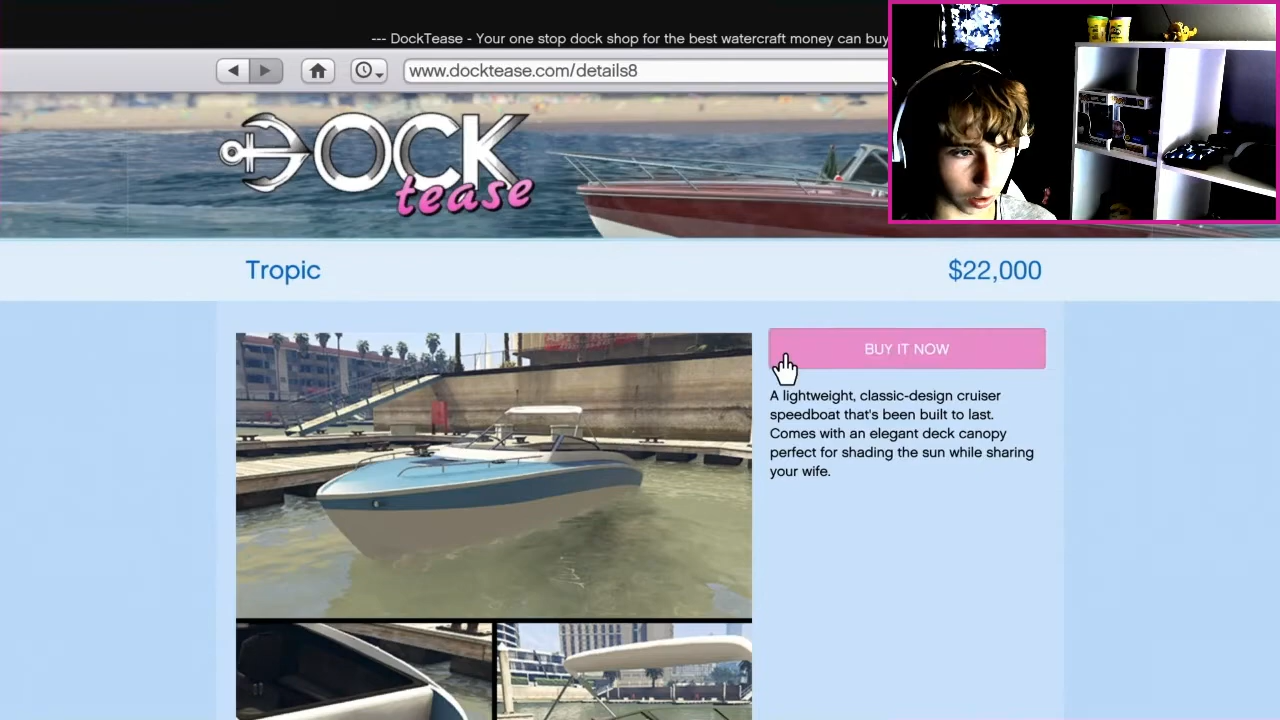 --- DockTease - Your one stop dock shop for the best watercraft money can buy
www.docktease.com/details8
DOCK
tease
Tropic
$22,000
BUY IT NOW
A lightweight, classic-design cruiser
speedboat that's been built to last.
Comes with an elegant deck canopy
perfect for shading the sun while sharing
your wife.